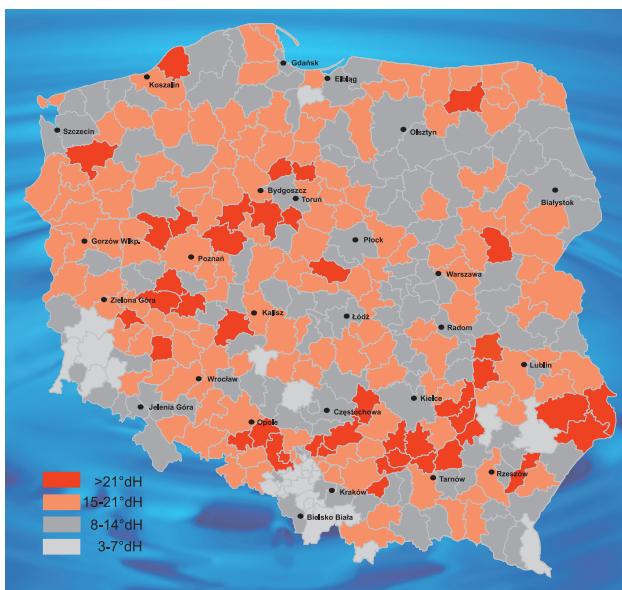 Gdańsk
Elbląg
Koszalin
Szczecin
Olsztyn
Bydgoszcz
Toruń
Białystok
Gorzów Wlkp.
Płock
Poznań
Warszawa
Zielona Góra
Kalisz
Łódź
Radom
Lublin
Wrocław
Kielce
Jelenia Góra
Częstochowa
Opole
Rzeszów
Tarnów
Kraków
Bielsko Biała
>21°dH
15-21°dH
8-14°dH
3-7°dH